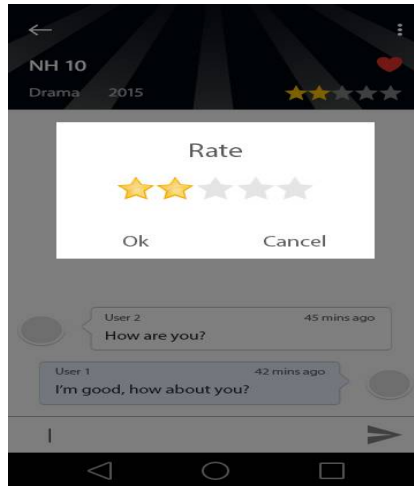 NH 10
Drama 2015
Rate
Ok Cancel
User 2 45 mins ago
How are you?
User 1 42 mins ago
I'm good, how about you?